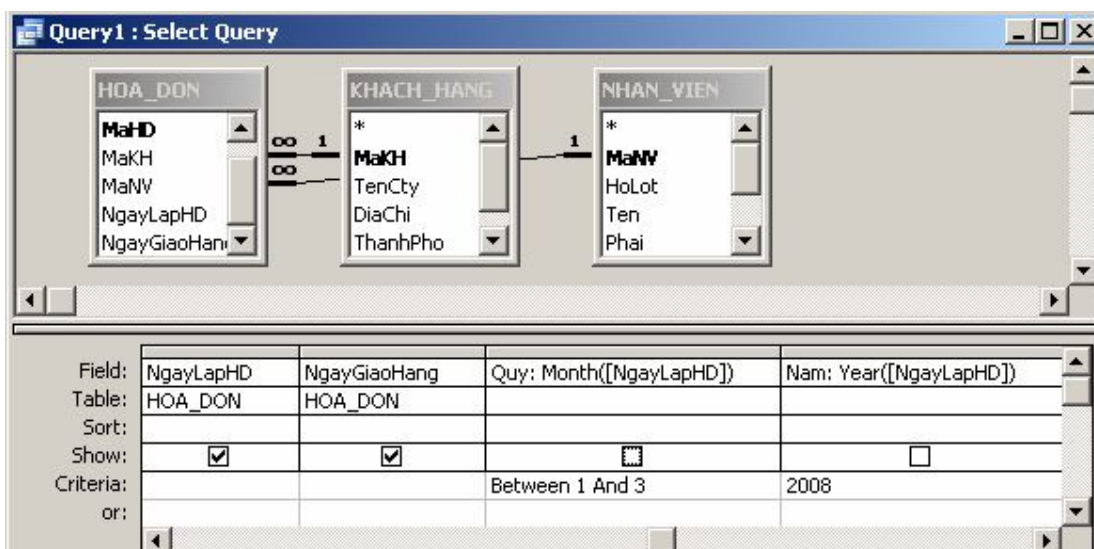 Query1 : Select Query
HOA_DON
MaHD
MaKH
MaNV
NgayLapHD
NgayGiaoHan
∞ 1
∞
KHACH_HANG
*
MaKH
TenCty
DiaChi
ThanhPho
1
NHAN_VIEN
*
MaNV
HoLot
Ten
Phai
Field: NgayLapHD NgayGiaoHang Quy: Month([NgayLapHD]) Nam: Year([NgayLapHD])
Table: HOA_DON HOA_DON
Sort:
Show:
Criteria: Between 1 And 3 2008
or: